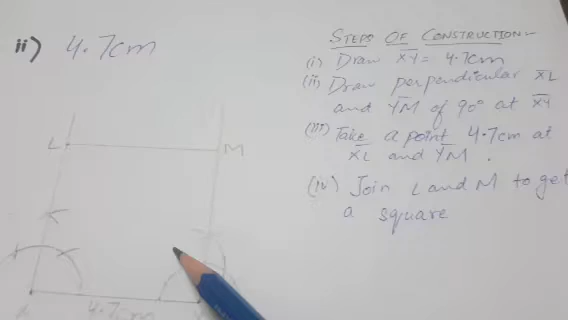 ii) 4.7cm
STEPS OF CONSTRUCTION:-
(i) Draw XY = 4.7cm
(ii) Draw perpendicular XL
and YM of 90° at XY
(iii) Take a point 4.7cm at
XL and YM.
(iv) Join L and M to get
a square
L
M
X
4.7cm